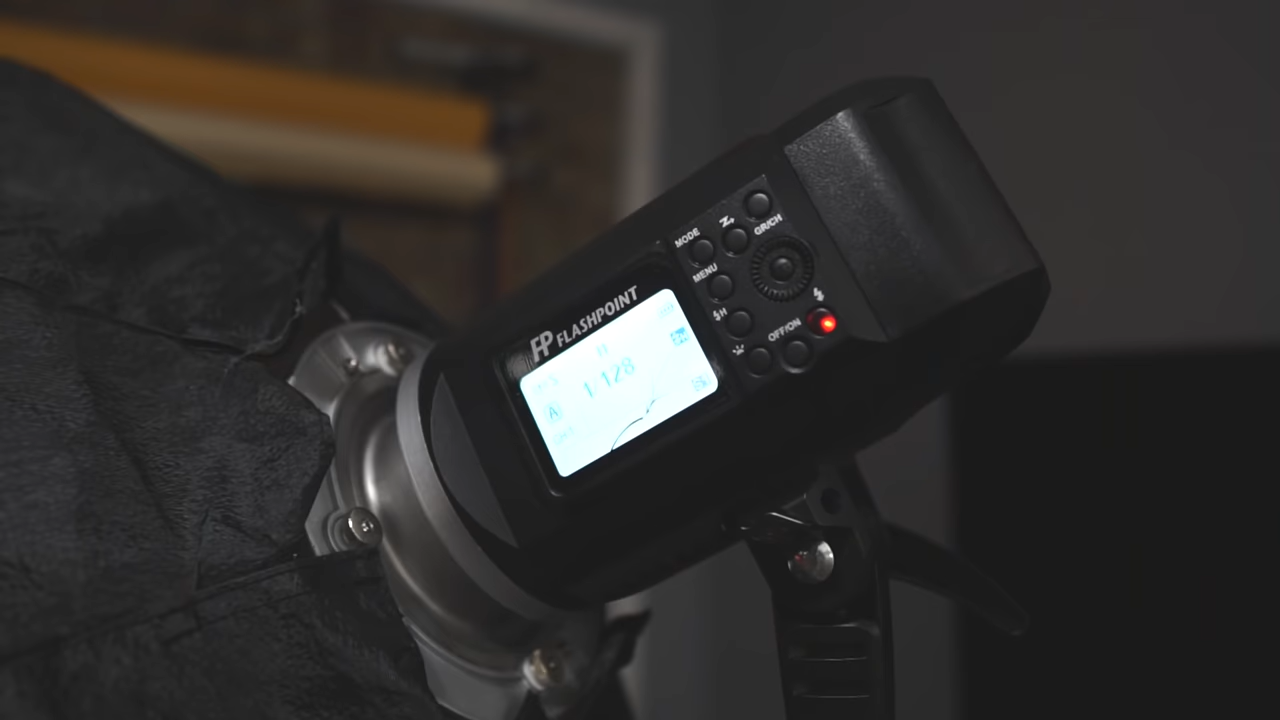 FP FLASHPOINT
1/128
A
MODE
MENU
GR/CH
H
OFF/ON